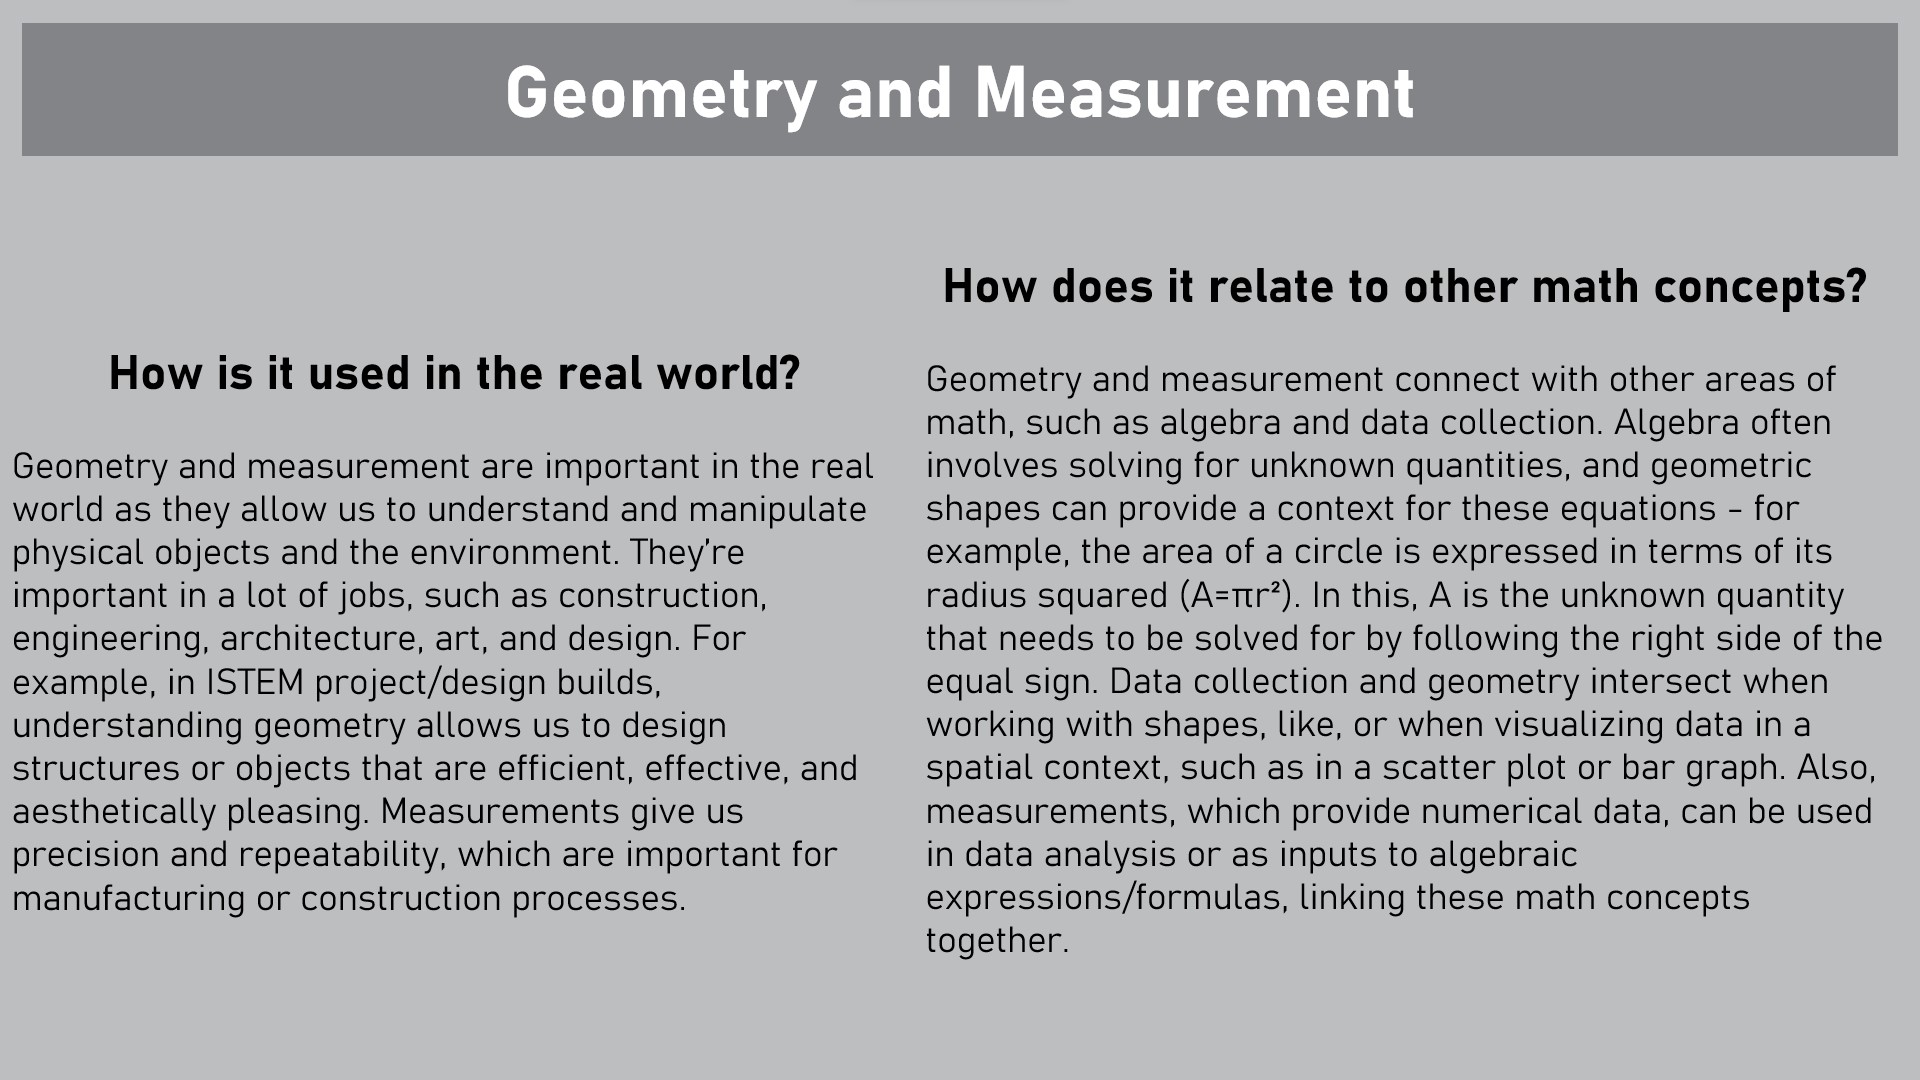 Geometry and Measurement
How is it used in the real world?
Geometry and measurement are important in the real
world as they allow us to understand and manipulate
physical objects and the environment. They’re
important in a lot of jobs, such as construction,
engineering, architecture, art, and design. For
example, in ISTEM project/design builds,
understanding geometry allows us to design
structures or objects that are efficient, effective, and
aesthetically pleasing. Measurements give us
precision and repeatability, which are important for
manufacturing or construction processes.
How does it relate to other math concepts?
Geometry and measurement connect with other areas of
math, such as algebra and data collection. Algebra often
involves solving for unknown quantities, and geometric
shapes can provide a context for these equations - for
example, the area of a circle is expressed in terms of its
radius squared (A=πr²). In this, A is the unknown quantity
that needs to be solved for by following the right side of the
equal sign. Data collection and geometry intersect when
working with shapes, like, or when visualizing data in a
spatial context, such as in a scatter plot or bar graph. Also,
measurements, which provide numerical data, can be used
in data analysis or as inputs to algebraic
expressions/formulas, linking these math concepts
together.